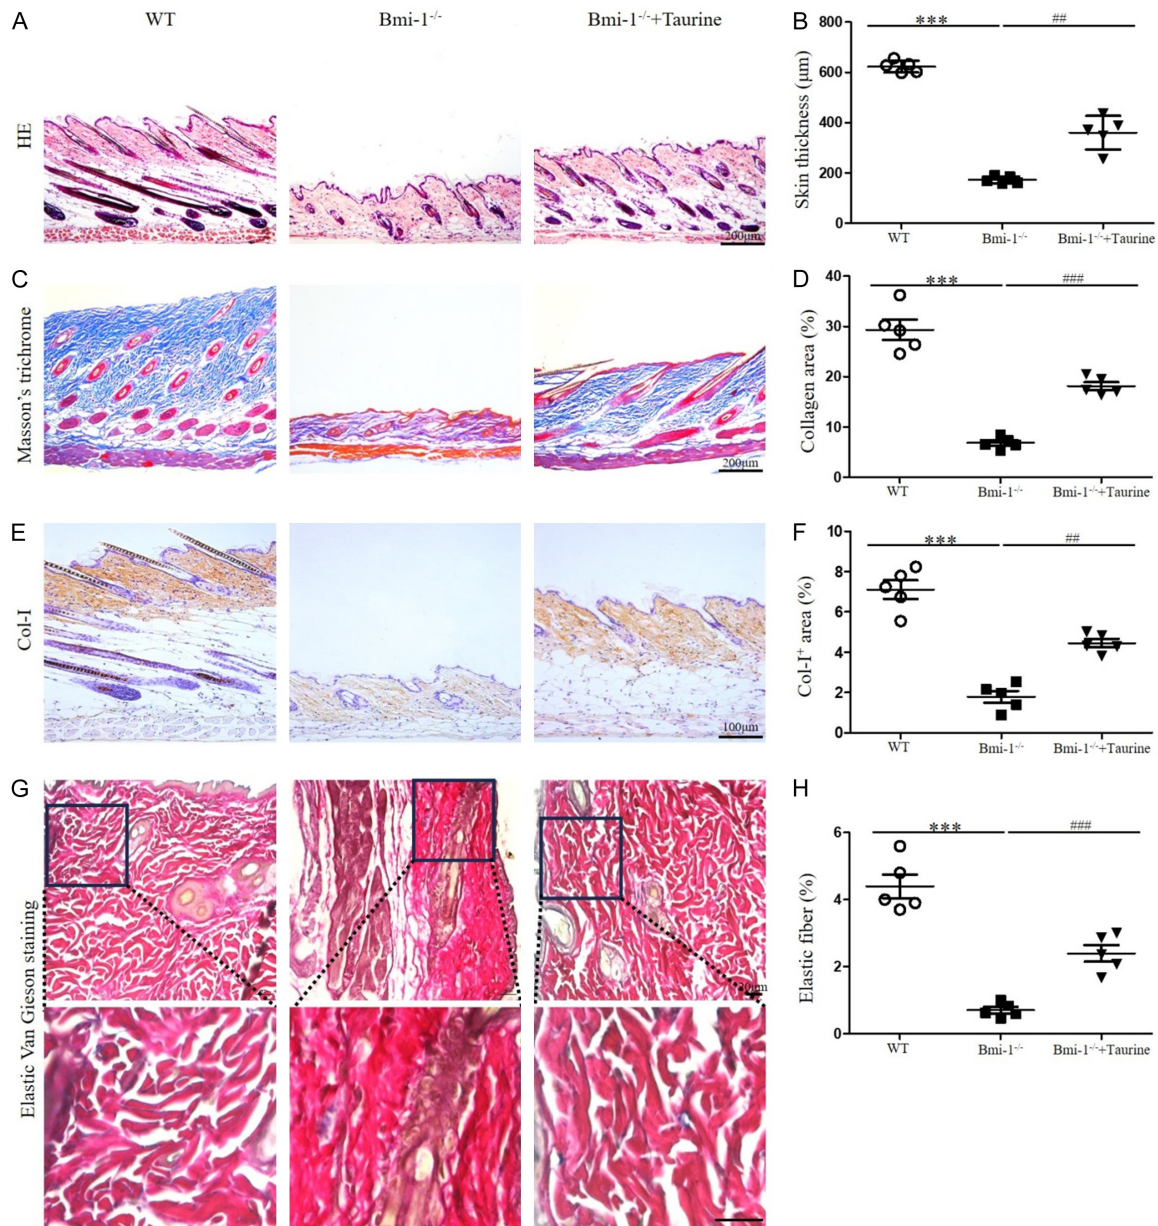 A WT Bmi-1⁻/⁻ Bmi-1⁻/⁻+Taurine
HE
200μm
B
Skin thickness (μm)
800
600
400
200
0
*** ##
WT Bmi-1⁻/⁻ Bmi-1⁻/⁻+Taurine
C
Masson's trichrome
200μm
D
Collagen area (%)
40
30
20
10
0
*** ###
WT Bmi-1⁻/⁻ Bmi-1⁻/⁻+Taurine
E
Col-I
100μm
F
Col-I⁺ area (%)
10
8
6
4
2
0
*** ##
WT Bmi-1⁻/⁻ Bmi-1⁻/⁻+Taurine
G
Elastic Van Gieson staining
H
Elastic fiber (%)
6
4
2
0
*** ###
WT Bmi-1⁻/⁻ Bmi-1⁻/⁻+Taurine